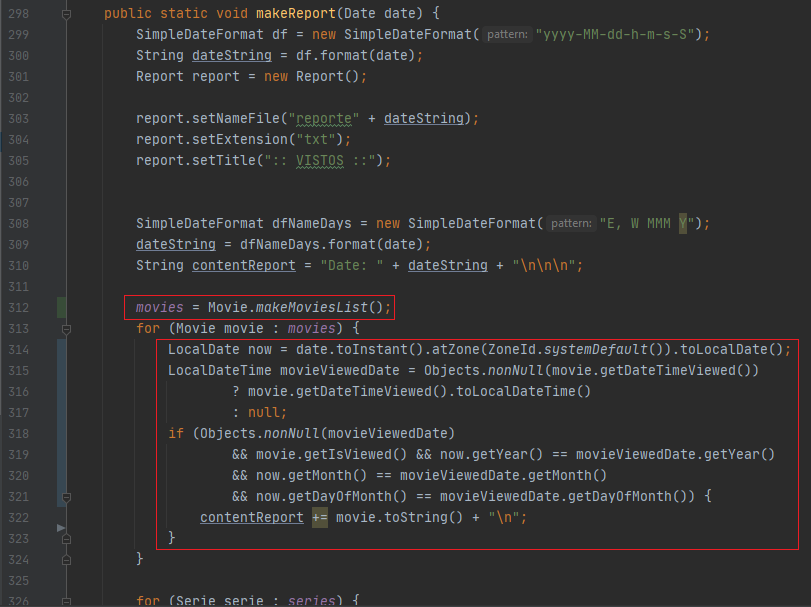 298 public static void makeReport(Date date) {
299 SimpleDateFormat df = new SimpleDateFormat( pattern: "yyyy-MM-dd-h-m-s-S");
300 String dateString = df.format(date);
301 Report report = new Report();
302
303 report.setNameFile("reporte" + dateString);
304 report.setExtension("txt");
305 report.setTitle(":: VISTOS ::");
306
307
308 SimpleDateFormat dfNameDays = new SimpleDateFormat( pattern: "E, W MMM Y");
309 dateString = dfNameDays.format(date);
310 String contentReport = "Date: " + dateString + "\n\n\n";
311
312 movies = Movie.makeMoviesList();
313 for (Movie movie : movies) {
314 LocalDate now = date.toInstant().atZone(ZoneId.systemDefault()).toLocalDate();
315 LocalDateTime movieViewedDate = Objects.nonNull(movie.getDateTimeViewed())
316 ? movie.getDateTimeViewed().toLocalDateTime()
317 : null;
318 if (Objects.nonNull(movieViewedDate)
319 && movie.getIsViewed() && now.getYear() == movieViewedDate.getYear()
320 && now.getMonth() == movieViewedDate.getMonth()
321 && now.getDayOfMonth() == movieViewedDate.getDayOfMonth()) {
322 contentReport += movie.toString() + "\n";
323 }
324 }
325
326 for (Serie serie : series) {